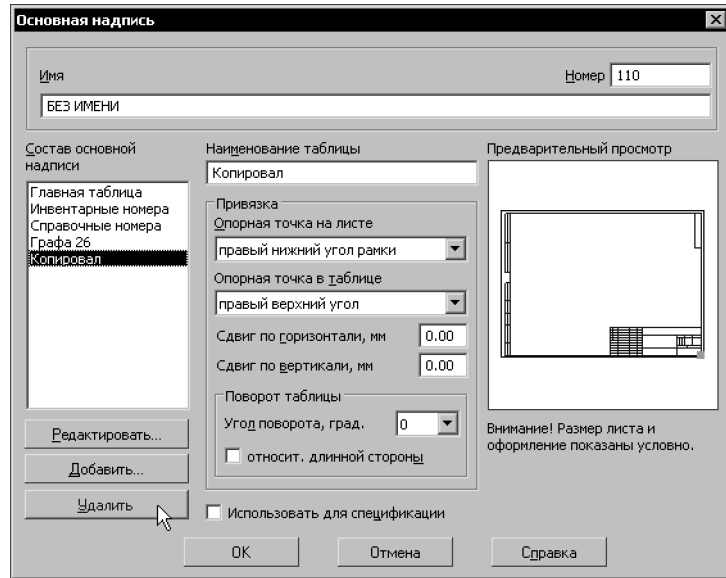 Основная надпись
Имя
Номер 110
БЕЗ ИМЕНИ
Состав основной
надписи
Главная таблица
Инвентарные номера
Справочные номера
Графа 26
Копировал
Редактировать...
Добавить...
Удалить
Наименование таблицы
Копировал
Привязка
Опорная точка на листе
правый нижний угол рамки
Опорная точка в таблице
правый верхний угол
Сдвиг по горизонтали, мм 0.00
Сдвиг по вертикали, мм 0.00
Поворот таблицы
Угол поворота, град. 0
относит. длинной стороны
Использовать для спецификации
Предварительный просмотр
Внимание! Размер листа и
оформление показаны условно.
OK Отмена Справка